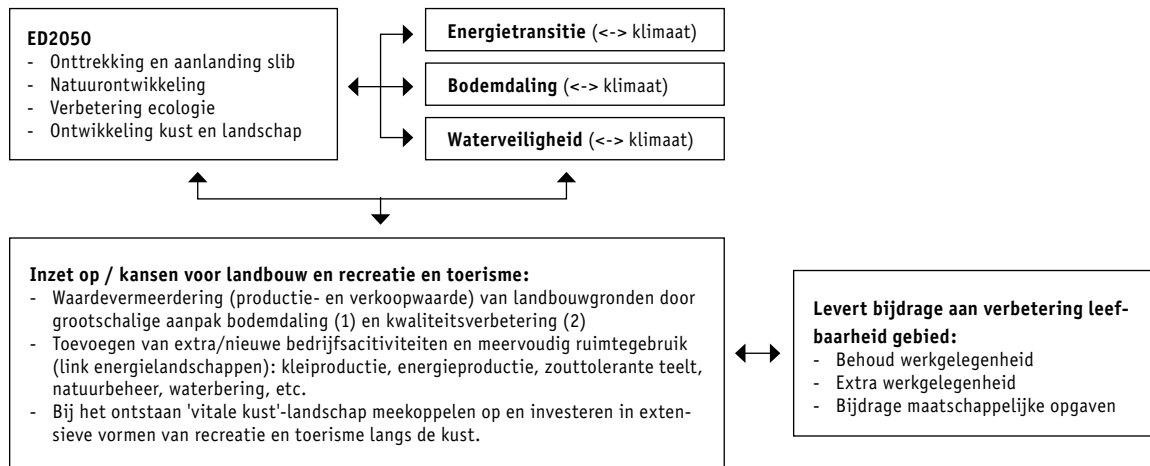 ED2050
- Onttrekking en aanlanding slib
- Natuurontwikkeling
- Verbetering ecologie
- Ontwikkeling kust en landschap
Energietransitie (<-> klimaat)
Bodemdaling (<-> klimaat)
Waterveiligheid (<-> klimaat)
Inzet op / kansen voor landbouw en recreatie en toerisme:
- Waardevermeerdering (productie- en verkoopwaarde) van landbouwgronden door
grootschalige aanpak bodemdaling (1) en kwaliteitsverbetering (2)
- Toevoegen van extra/nieuwe bedrijfsacitiviteiten en meervoudig ruimtegebruik
(link energielandschappen): kleiproductie, energieproductie, zouttolerante teelt,
natuurbeheer, waterbering, etc.
- Bij het ontstaan 'vitale kust'-landschap meekoppelen op en investeren in exten-
sieve vormen van recreatie en toerisme langs de kust.
Levert bijdrage aan verbetering leef-
baarheid gebied:
- Behoud werkgelegenheid
- Extra werkgelegenheid
- Bijdrage maatschappelijke opgaven